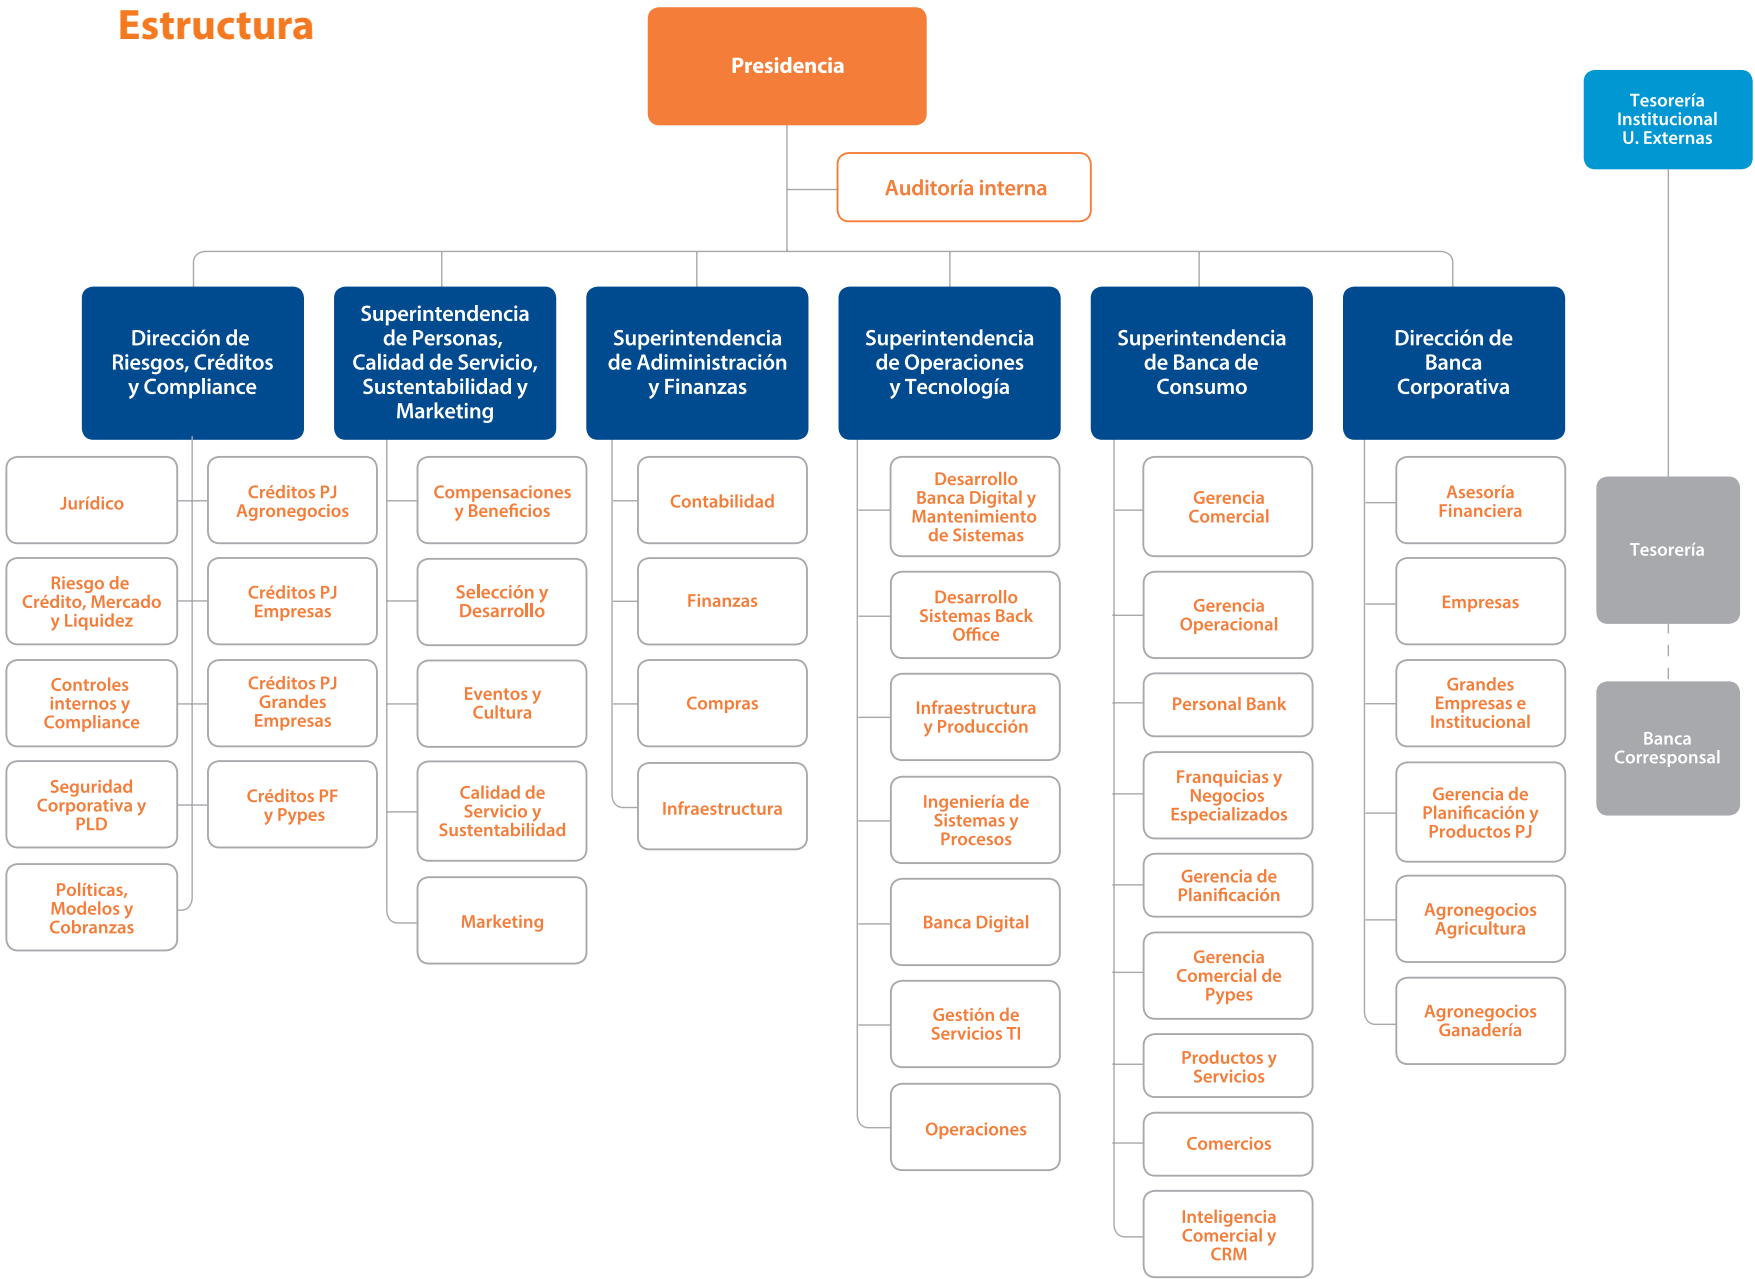 Estructura
Presidencia
Tesorería
Institucional
U. Externas
Auditoría interna
Dirección de
Riesgos, Créditos
y Compliance
Superintendencia
de Personas,
Calidad de Servicio,
Sustentabilidad y
Marketing
Superintendencia
de Adiministración
y Finanzas
Superintendencia
de Operaciones
y Tecnología
Superintendencia
de Banca de
Consumo
Dirección de
Banca
Corporativa
Jurídico
Riesgo de
Crédito, Mercado
y Liquidez
Controles
internos y
Compliance
Seguridad
Corporativa y
PLD
Políticas,
Modelos y
Cobranzas
Créditos PJ
Agronegocios
Créditos PJ
Empresas
Créditos PJ
Grandes
Empresas
Créditos PF
y Pypes
Compensaciones
y Beneficios
Selección y
Desarrollo
Eventos y
Cultura
Calidad de
Servicio y
Sustentabilidad
Marketing
Contabilidad
Finanzas
Compras
Infraestructura
Desarrollo
Banca Digital y
Mantenimiento
de Sistemas
Desarrollo
Sistemas Back
Office
Infraestructura
y Producción
Ingeniería de
Sistemas y
Procesos
Banca Digital
Gestión de
Servicios TI
Operaciones
Gerencia
Comercial
Gerencia
Operacional
Personal Bank
Franquicias y
Negocios
Especializados
Gerencia de
Planificación
Gerencia
Comercial de
Pypes
Productos y
Servicios
Comercios
Inteligencia
Comercial y
CRM
Asesoría
Financiera
Empresas
Grandes
Empresas e
Institucional
Gerencia de
Planificación y
Productos PJ
Agronegocios
Agricultura
Agronegocios
Ganadería
Tesorería
Banca
Corresponsal